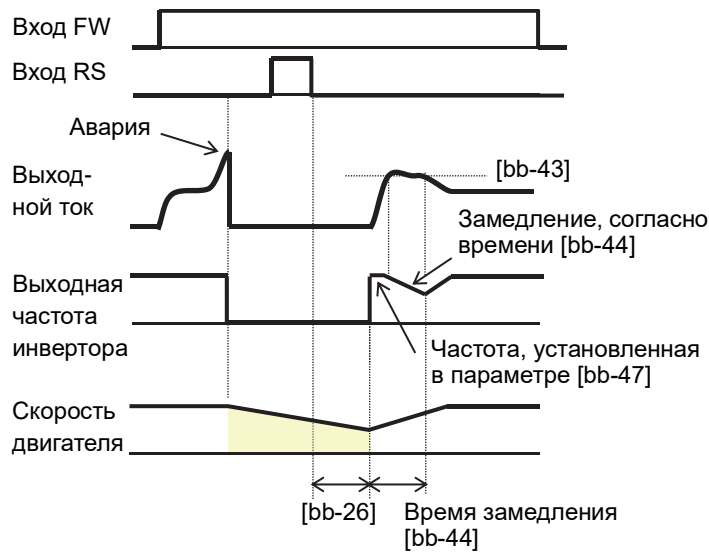 Вход FW
Вход RS
Авария
Выход-
ной ток
[bb-43]
Замедление, согласно
времени [bb-44]
Выходная
частота
инвертора
Частота, установленная
в параметре [bb-47]
Скорость
двигателя
[bb-26]
Время замедления
[bb-44]